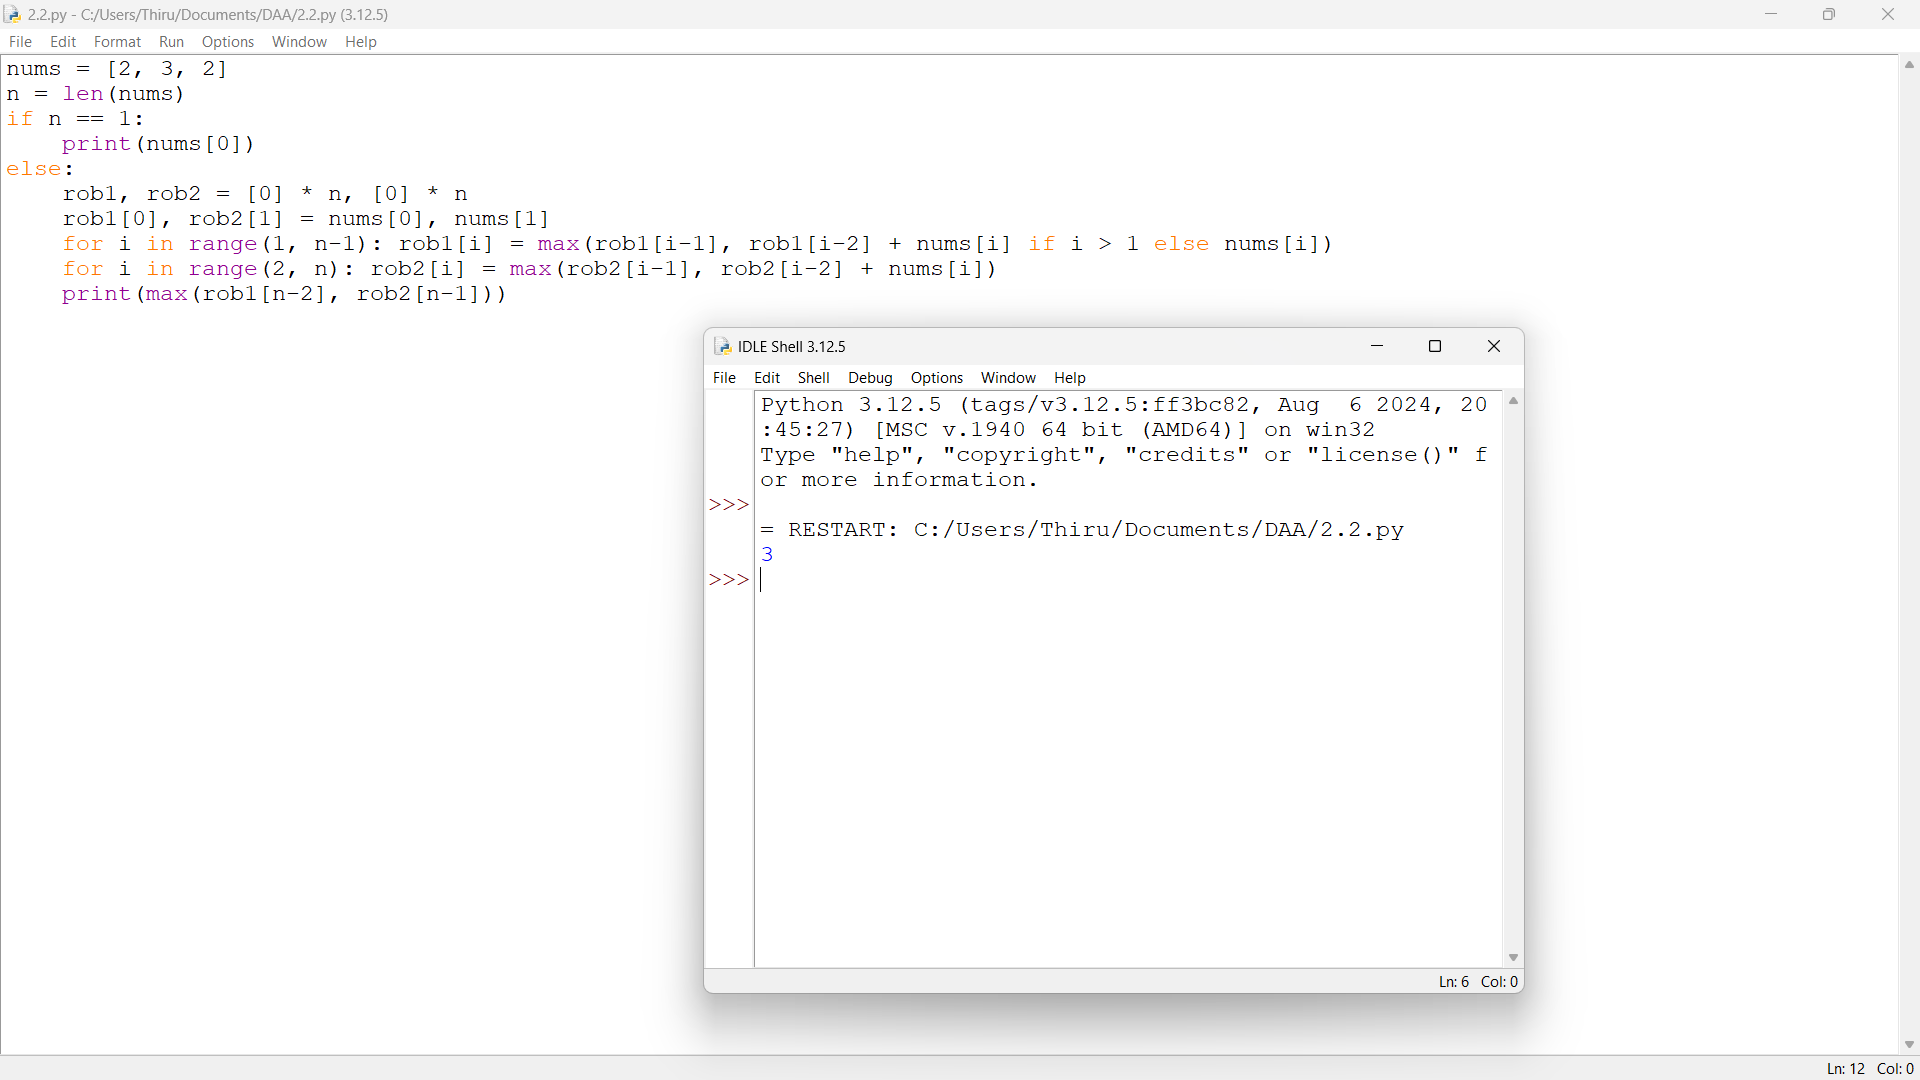 2.2.py - C:/Users/Thiru/Documents/DAA/2.2.py (3.12.5)
File Edit Format Run Options Window Help
nums = [2, 3, 2]
n = len(nums)
if n == 1:
    print(nums[0])
else:
    rob1, rob2 = [0] * n, [0] * n
    rob1[0], rob2[1] = nums[0], nums[1]
    for i in range(1, n-1): rob1[i] = max(rob1[i-1], rob1[i-2] + nums[i] if i > 1 else nums[i])
    for i in range(2, n): rob2[i] = max(rob2[i-1], rob2[i-2] + nums[i])
    print(max(rob1[n-2], rob2[n-1]))
IDLE Shell 3.12.5
File Edit Shell Debug Options Window Help
Python 3.12.5 (tags/v3.12.5:ff3bc82, Aug  6 2024, 20
:45:27) [MSC v.1940 64 bit (AMD64)] on win32
Type "help", "copyright", "credits" or "license()" f
or more information.
>>>
= RESTART: C:/Users/Thiru/Documents/DAA/2.2.py
3
>>>
Ln: 6 Col: 0
Ln: 12 Col: 0